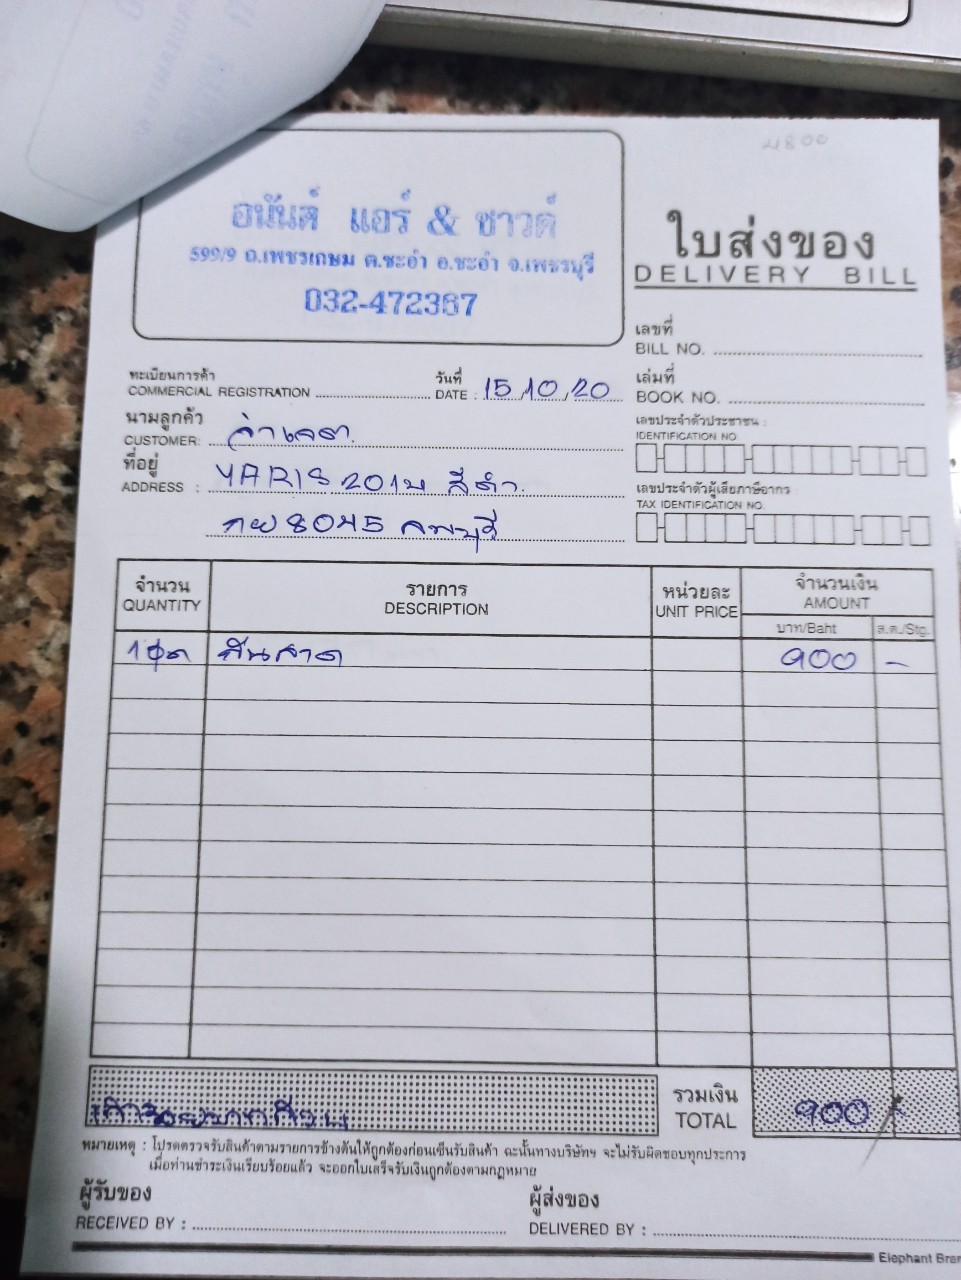 4800
อนันต์ แอร์ & ซาวด์
599/9 ถ.เพชรเกษม ต.ชะอำ อ.ชะอำ จ.เพชรบุรี
032-472367
ใบส่งของ
DELIVERY BILL
เลขที่
BILL NO.
ทะเบียนการค้า
COMMERCIAL REGISTRATION
วันที่
DATE : 15,10,20
เล่มที่
BOOK NO.
นามลูกค้า
CUSTOMER:
เลขประจำตัวประชาชน :
IDENTIFICATION NO.
ที่อยู่
ADDRESS : YARIS 2014 สีดำ
กย 8045 ลพบุรี
เลขประจำตัวผู้เสียภาษีอากร
TAX IDENTIFICATION NO.
จำนวน รายการ หน่วยละ จำนวนเงิน
QUANTITY DESCRIPTION UNIT PRICE AMOUNT
บาท/Baht ส.ต./Stg.
1ชุด 900 -
เก้าร้อยบาทถ้วน
รวมเงิน
TOTAL 900
หมายเหตุ : โปรดตรวจรับสินค้าตามรายการข้างต้นให้ถูกต้องก่อนเซ็นรับสินค้า ฉะนั้นทางบริษัทฯ จะไม่รับผิดชอบทุกประการ
เมื่อท่านชำระเงินเรียบร้อยแล้ว จะออกใบเสร็จรับเงินถูกต้องตามกฎหมาย
ผู้รับของ
RECEIVED BY :
ผู้ส่งของ
DELIVERED BY :
Elephant